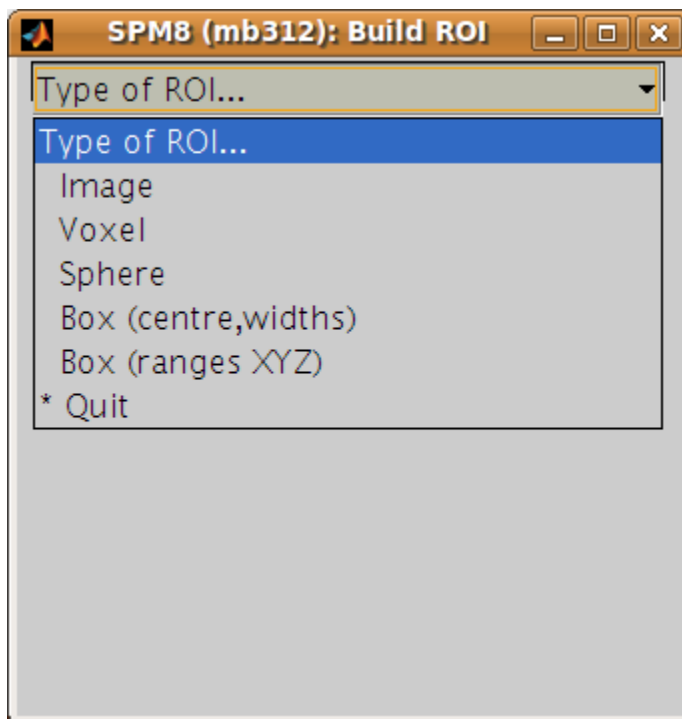 SPM8 (mb312): Build ROI
Type of ROI...
Type of ROI...
Image
Voxel
Sphere
Box (centre,widths)
Box (ranges XYZ)
* Quit